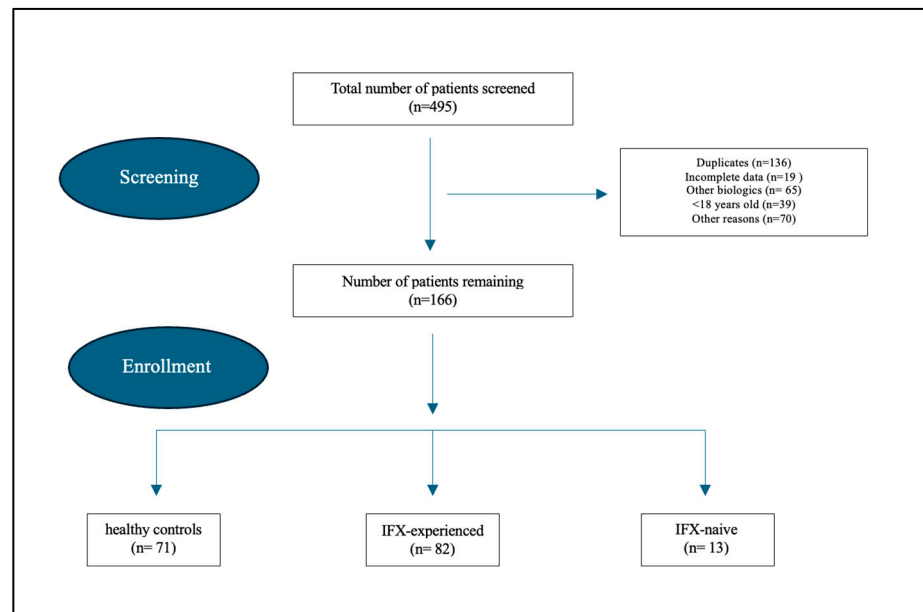 Total number of patients screened
(n=495)
Screening
Duplicates (n=136)
Incomplete data (n=19 )
Other biologics (n= 65)
<18 years old (n=39)
Other reasons (n=70)
Number of patients remaining
(n=166)
Enrollment
healthy controls
(n= 71)
IFX-experienced
(n= 82)
IFX-naive
(n= 13)